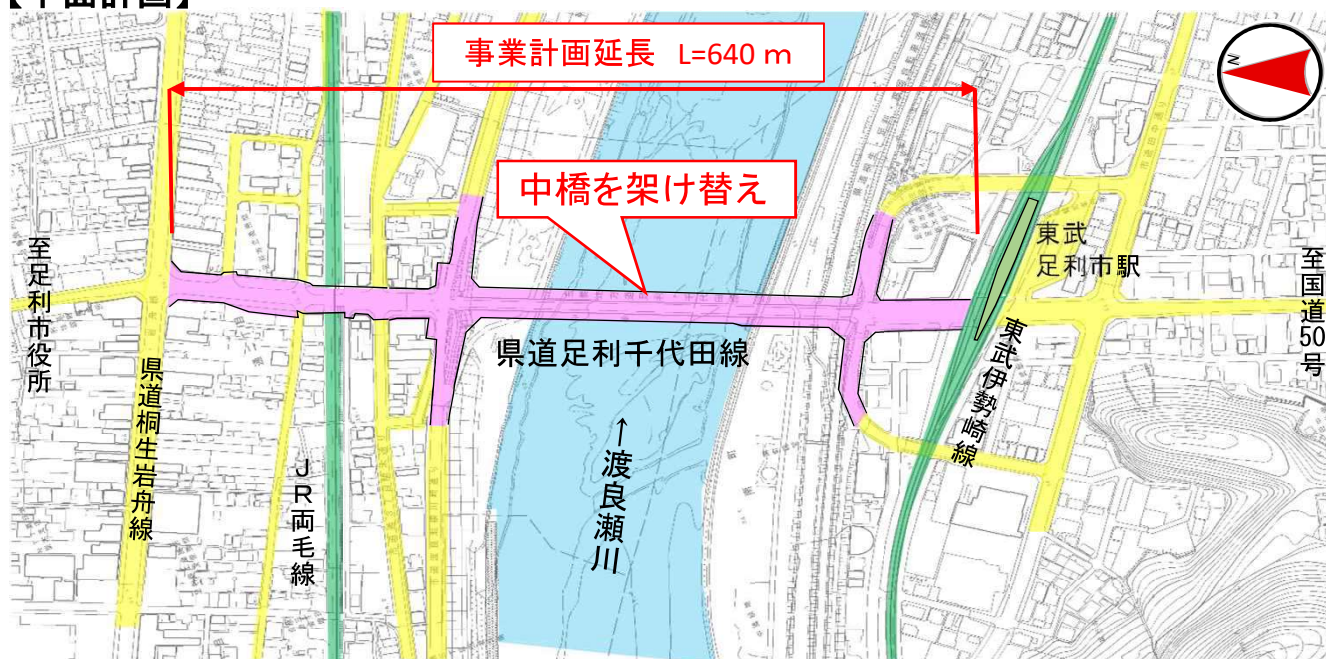 【平面計画】
事業計画延長 L=640 m
N
中橋を架け替え
東武
足利市駅
至足利市役所
至国道50号
県道足利千代田線
東武伊勢崎線
県道桐生岩舟線
JR両毛線
←渡良瀬川